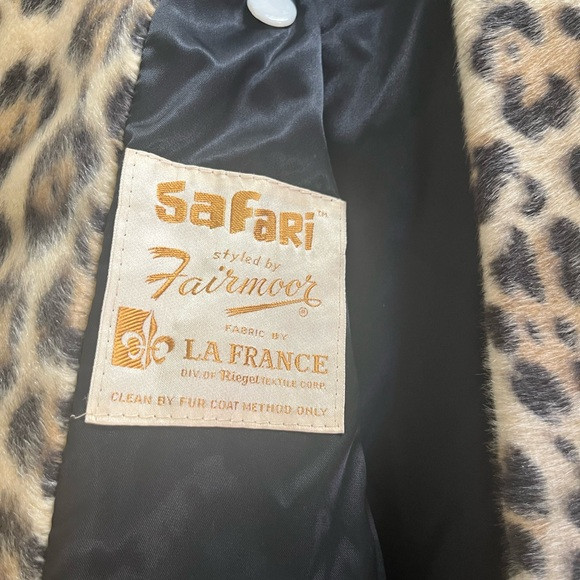 Safari™
styled by
Fairmoor®
FABRIC BY
LA FRANCE
DIV. OF Riegel TEXTILE CORP.
CLEAN BY FUR COAT METHOD ONLY